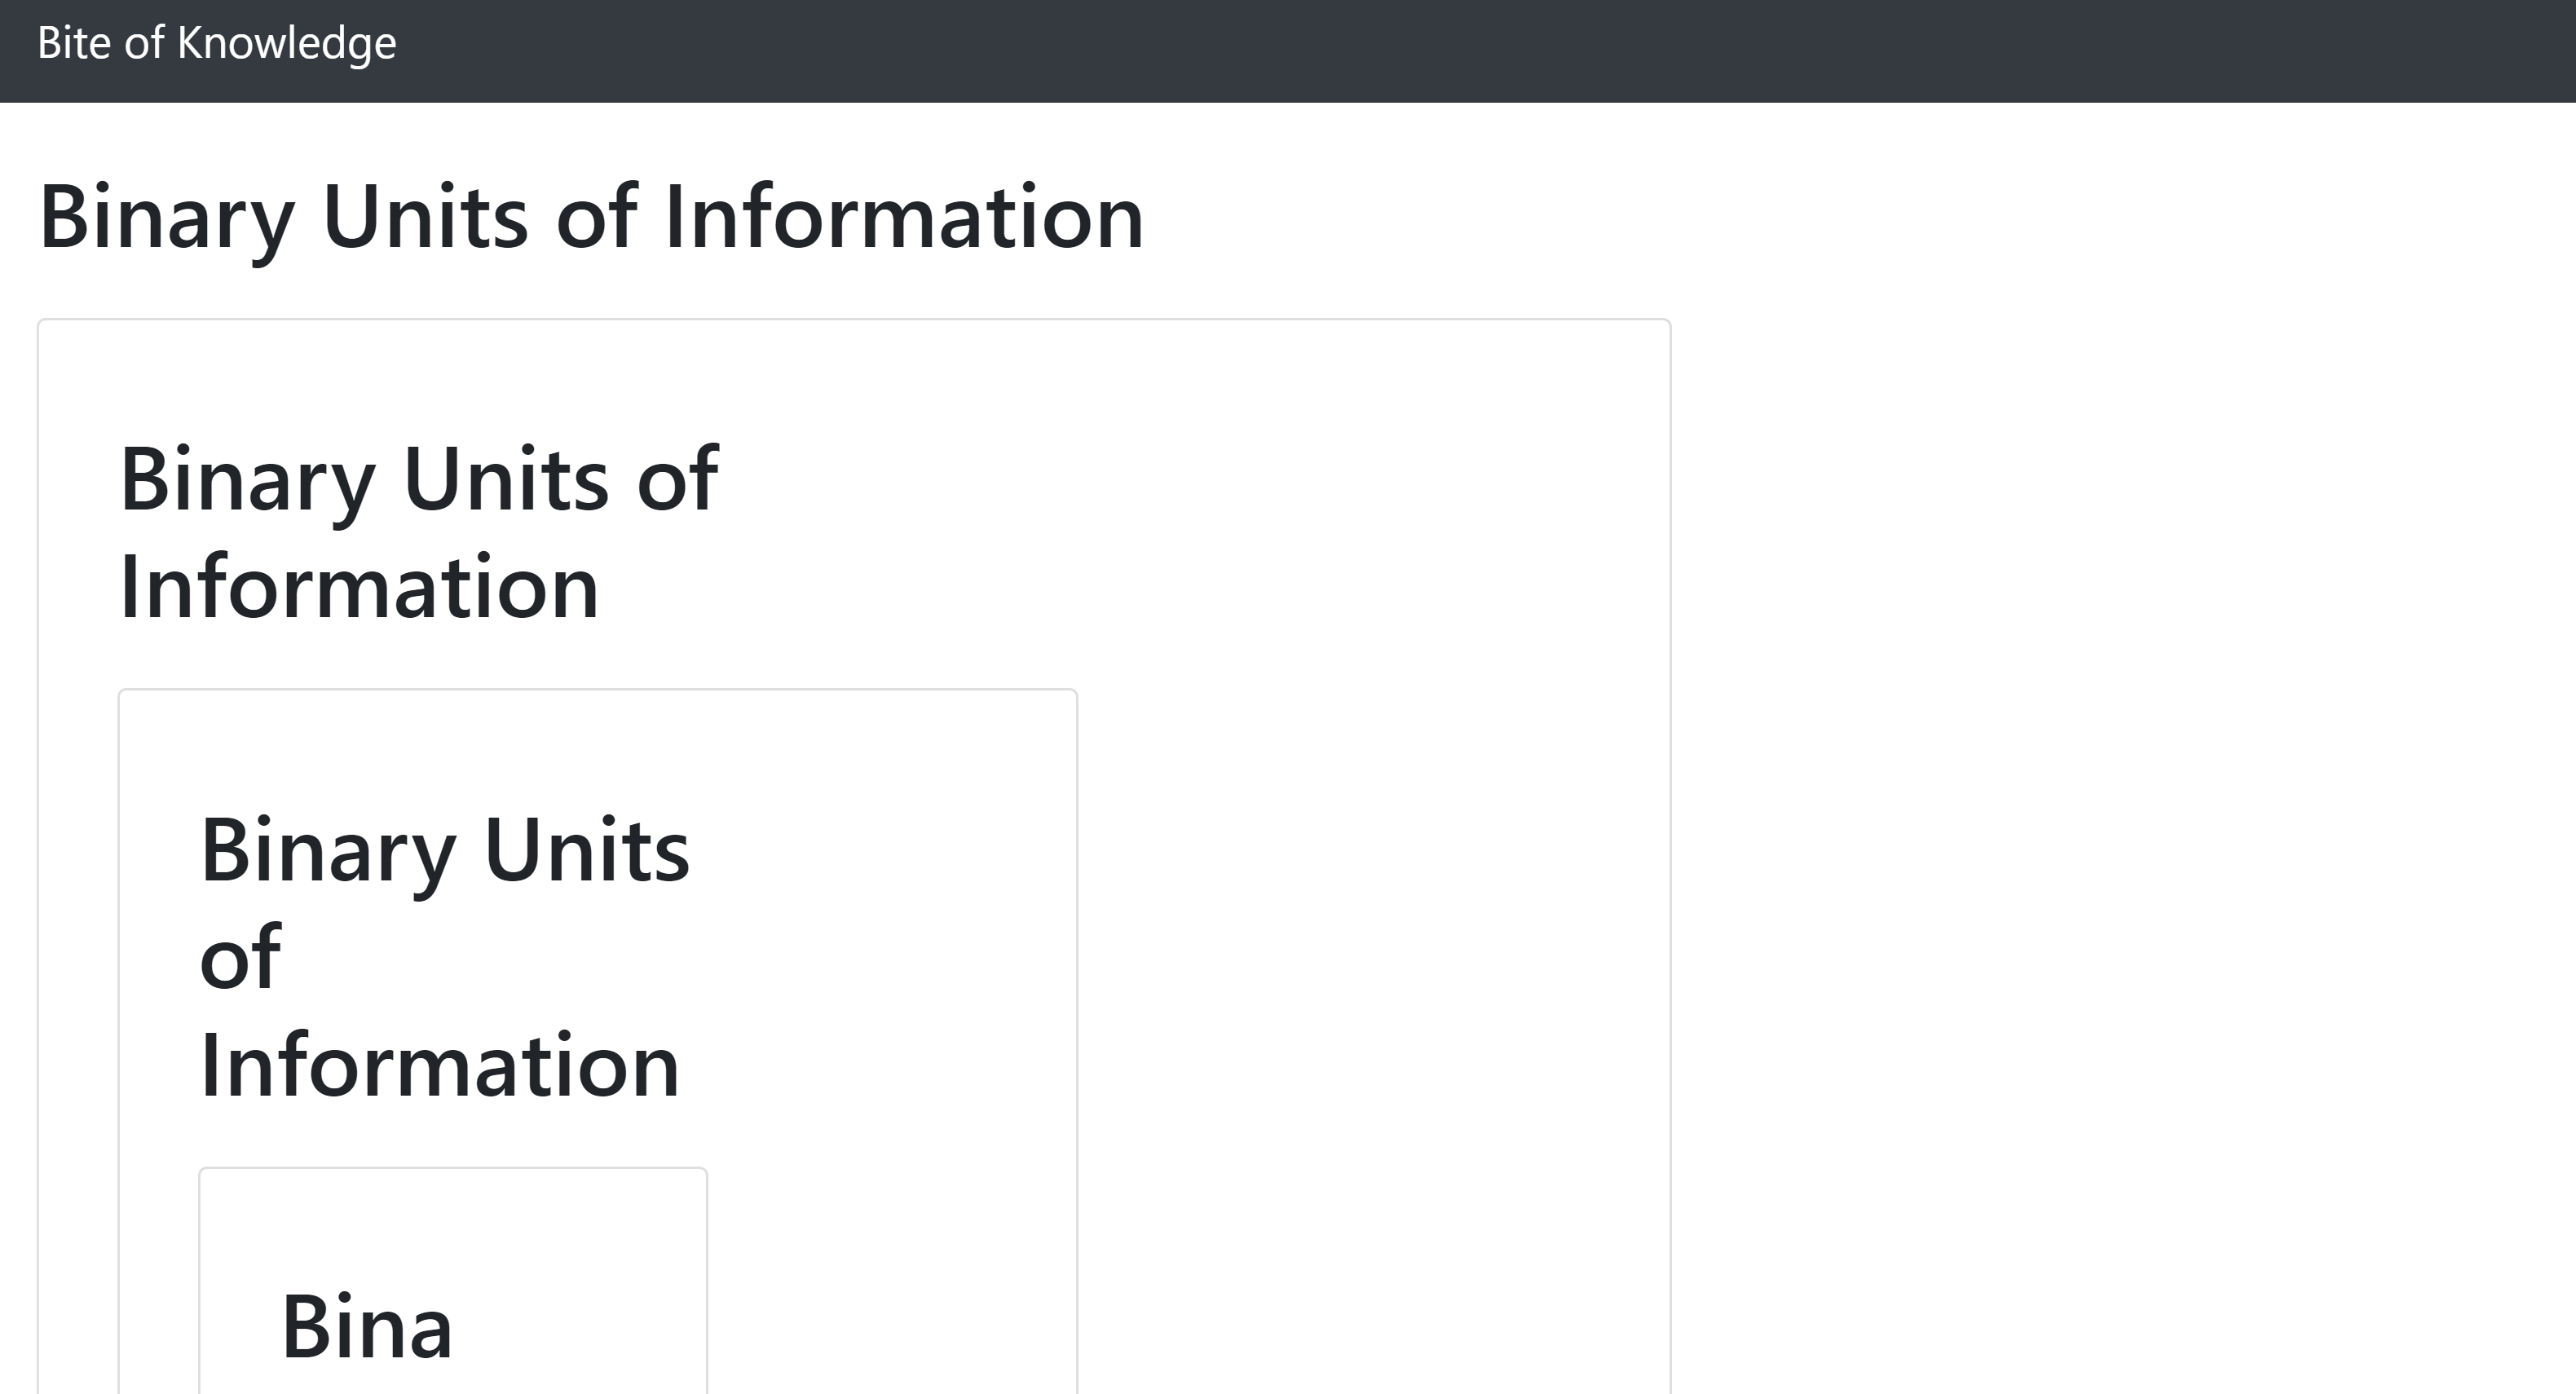 Bite of Knowledge
Binary Units of Information
Binary Units of
Information
Binary Units
of
Information
Bina